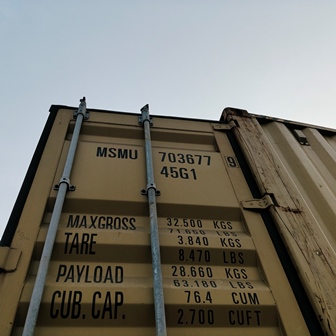 MSMU 703677 9
45G1
MAXGROSS 32.500 KGS
71.650 LBS
TARE 3.840 KGS
8.470 LBS
PAYLOAD 28.660 KGS
63.180 LBS
CUB. CAP. 76.4 CUM
2.700 CUFT